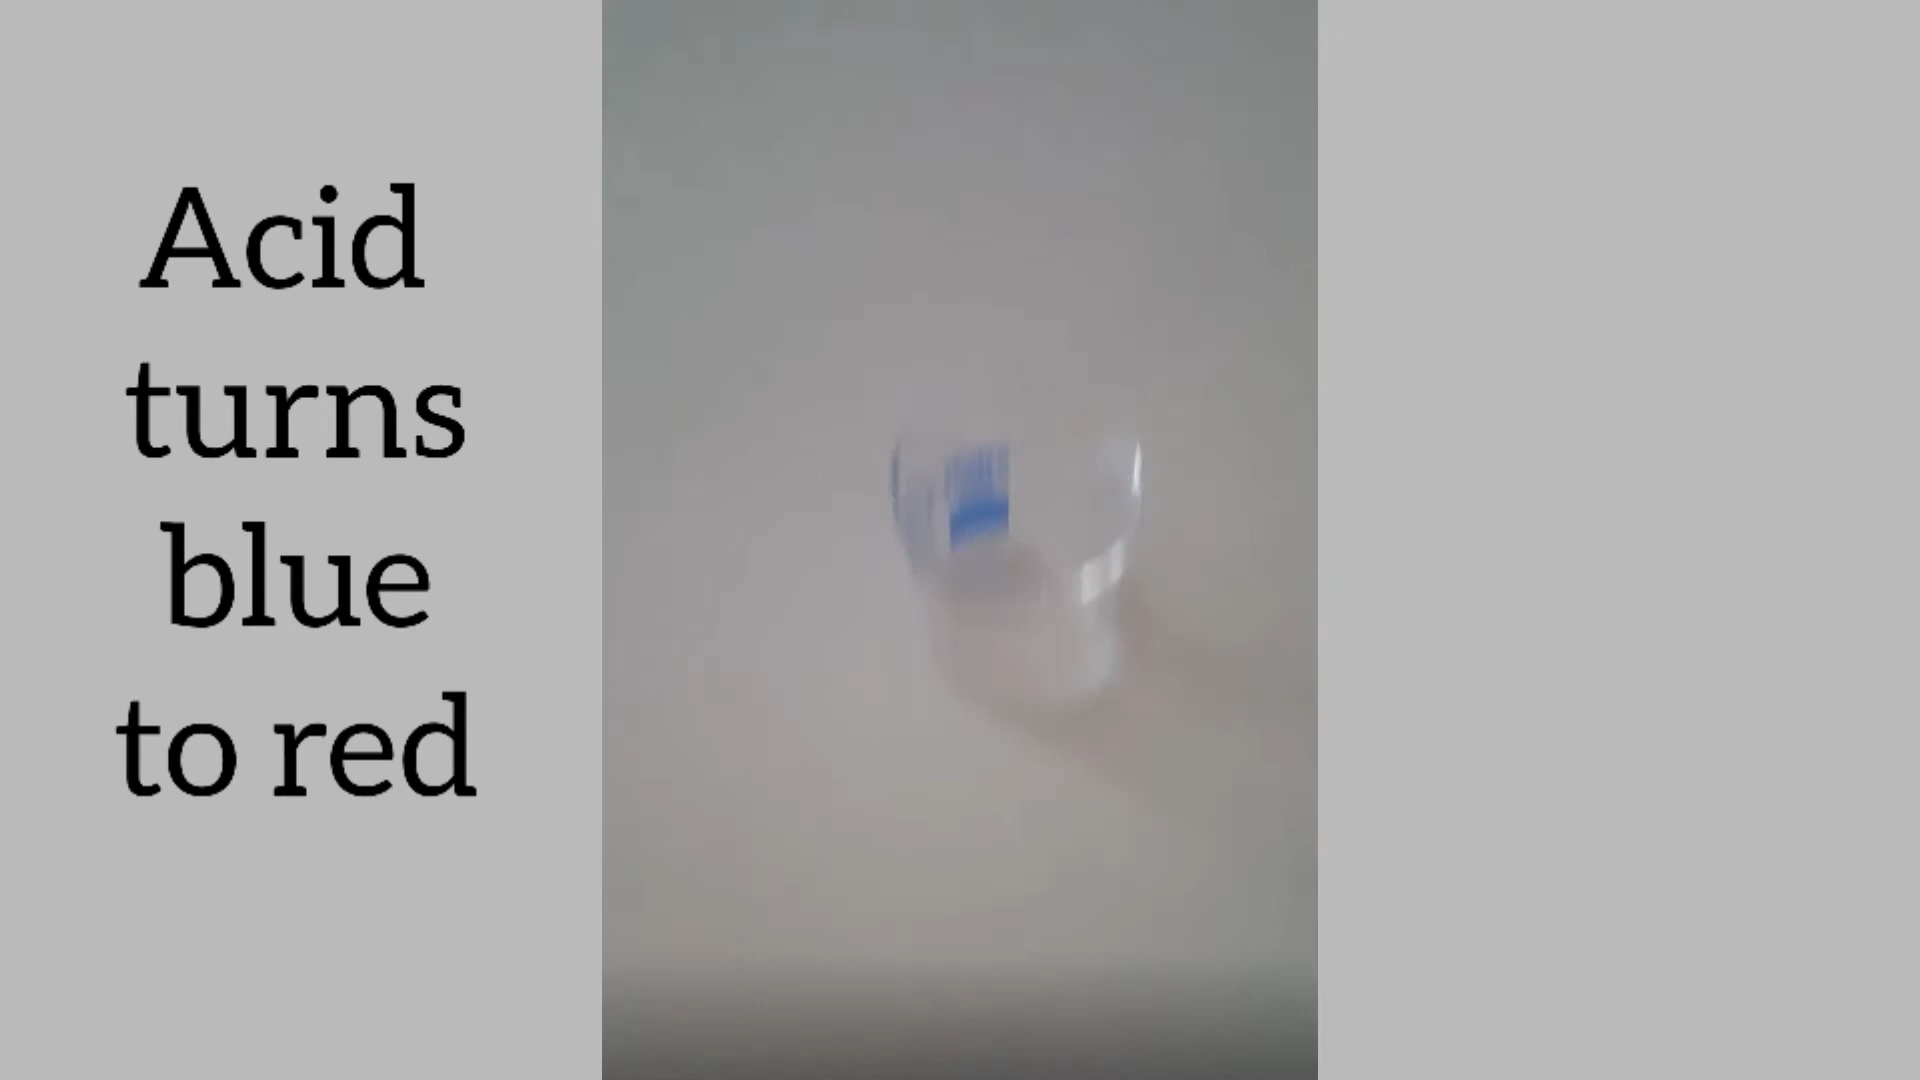 Acid
turns
blue
to red